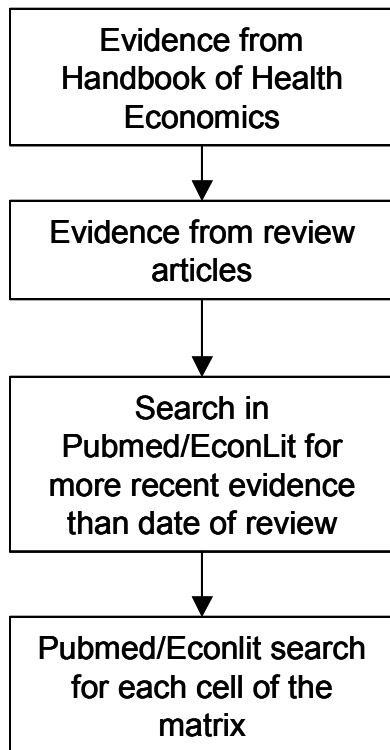 Evidence from
Handbook of Health
Economics
Evidence from review
articles
Search in
Pubmed/EconLit for
more recent evidence
than date of review
Pubmed/Econlit search
for each cell of the
matrix